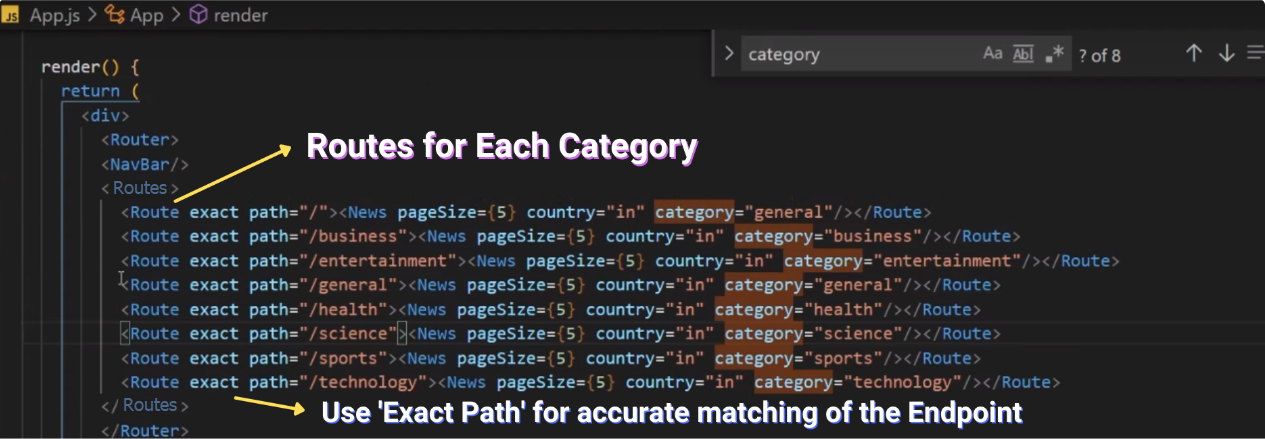 JS App.js > App > render
> category Aa Abl .* ? of 8
render() {
return (
<div>
<Router>
<NavBar/>
<Routes>
Routes for Each Category
<Route exact path="/"><News pageSize={5} country="in" category="general"/></Route>
<Route exact path="/business"><News pageSize={5} country="in" category="business"/></Route>
<Route exact path="/entertainment"><News pageSize={5} country="in" category="entertainment"/></Route>
<Route exact path="/general"><News pageSize={5} country="in" category="general"/></Route>
<Route exact path="/health"><News pageSize={5} country="in" category="health"/></Route>
<Route exact path="/science"><News pageSize={5} country="in" category="science"/></Route>
<Route exact path="/sports"><News pageSize={5} country="in" category="sports"/></Route>
<Route exact path="/technology"><News pageSize={5} country="in" category="technology"/></Route>
</Routes>
Use 'Exact Path' for accurate matching of the Endpoint
</Router>